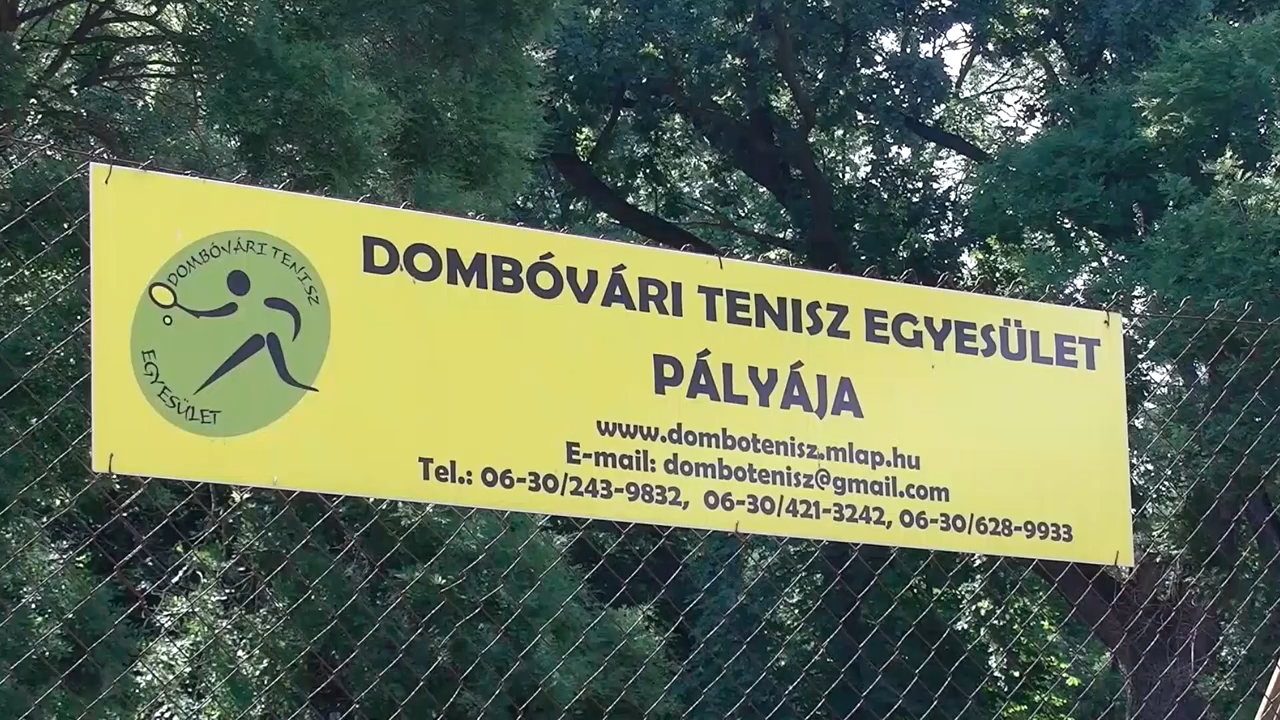 DOMBÓVÁRI TENISZ
EGYESÜLET
DOMBÓVÁRI TENISZ EGYESÜLET
PÁLYÁJA
www.dombotenisz.mlap.hu
E-mail: dombotenisz@gmail.com
Tel.: 06-30/243-9832, 06-30/421-3242, 06-30/628-9933